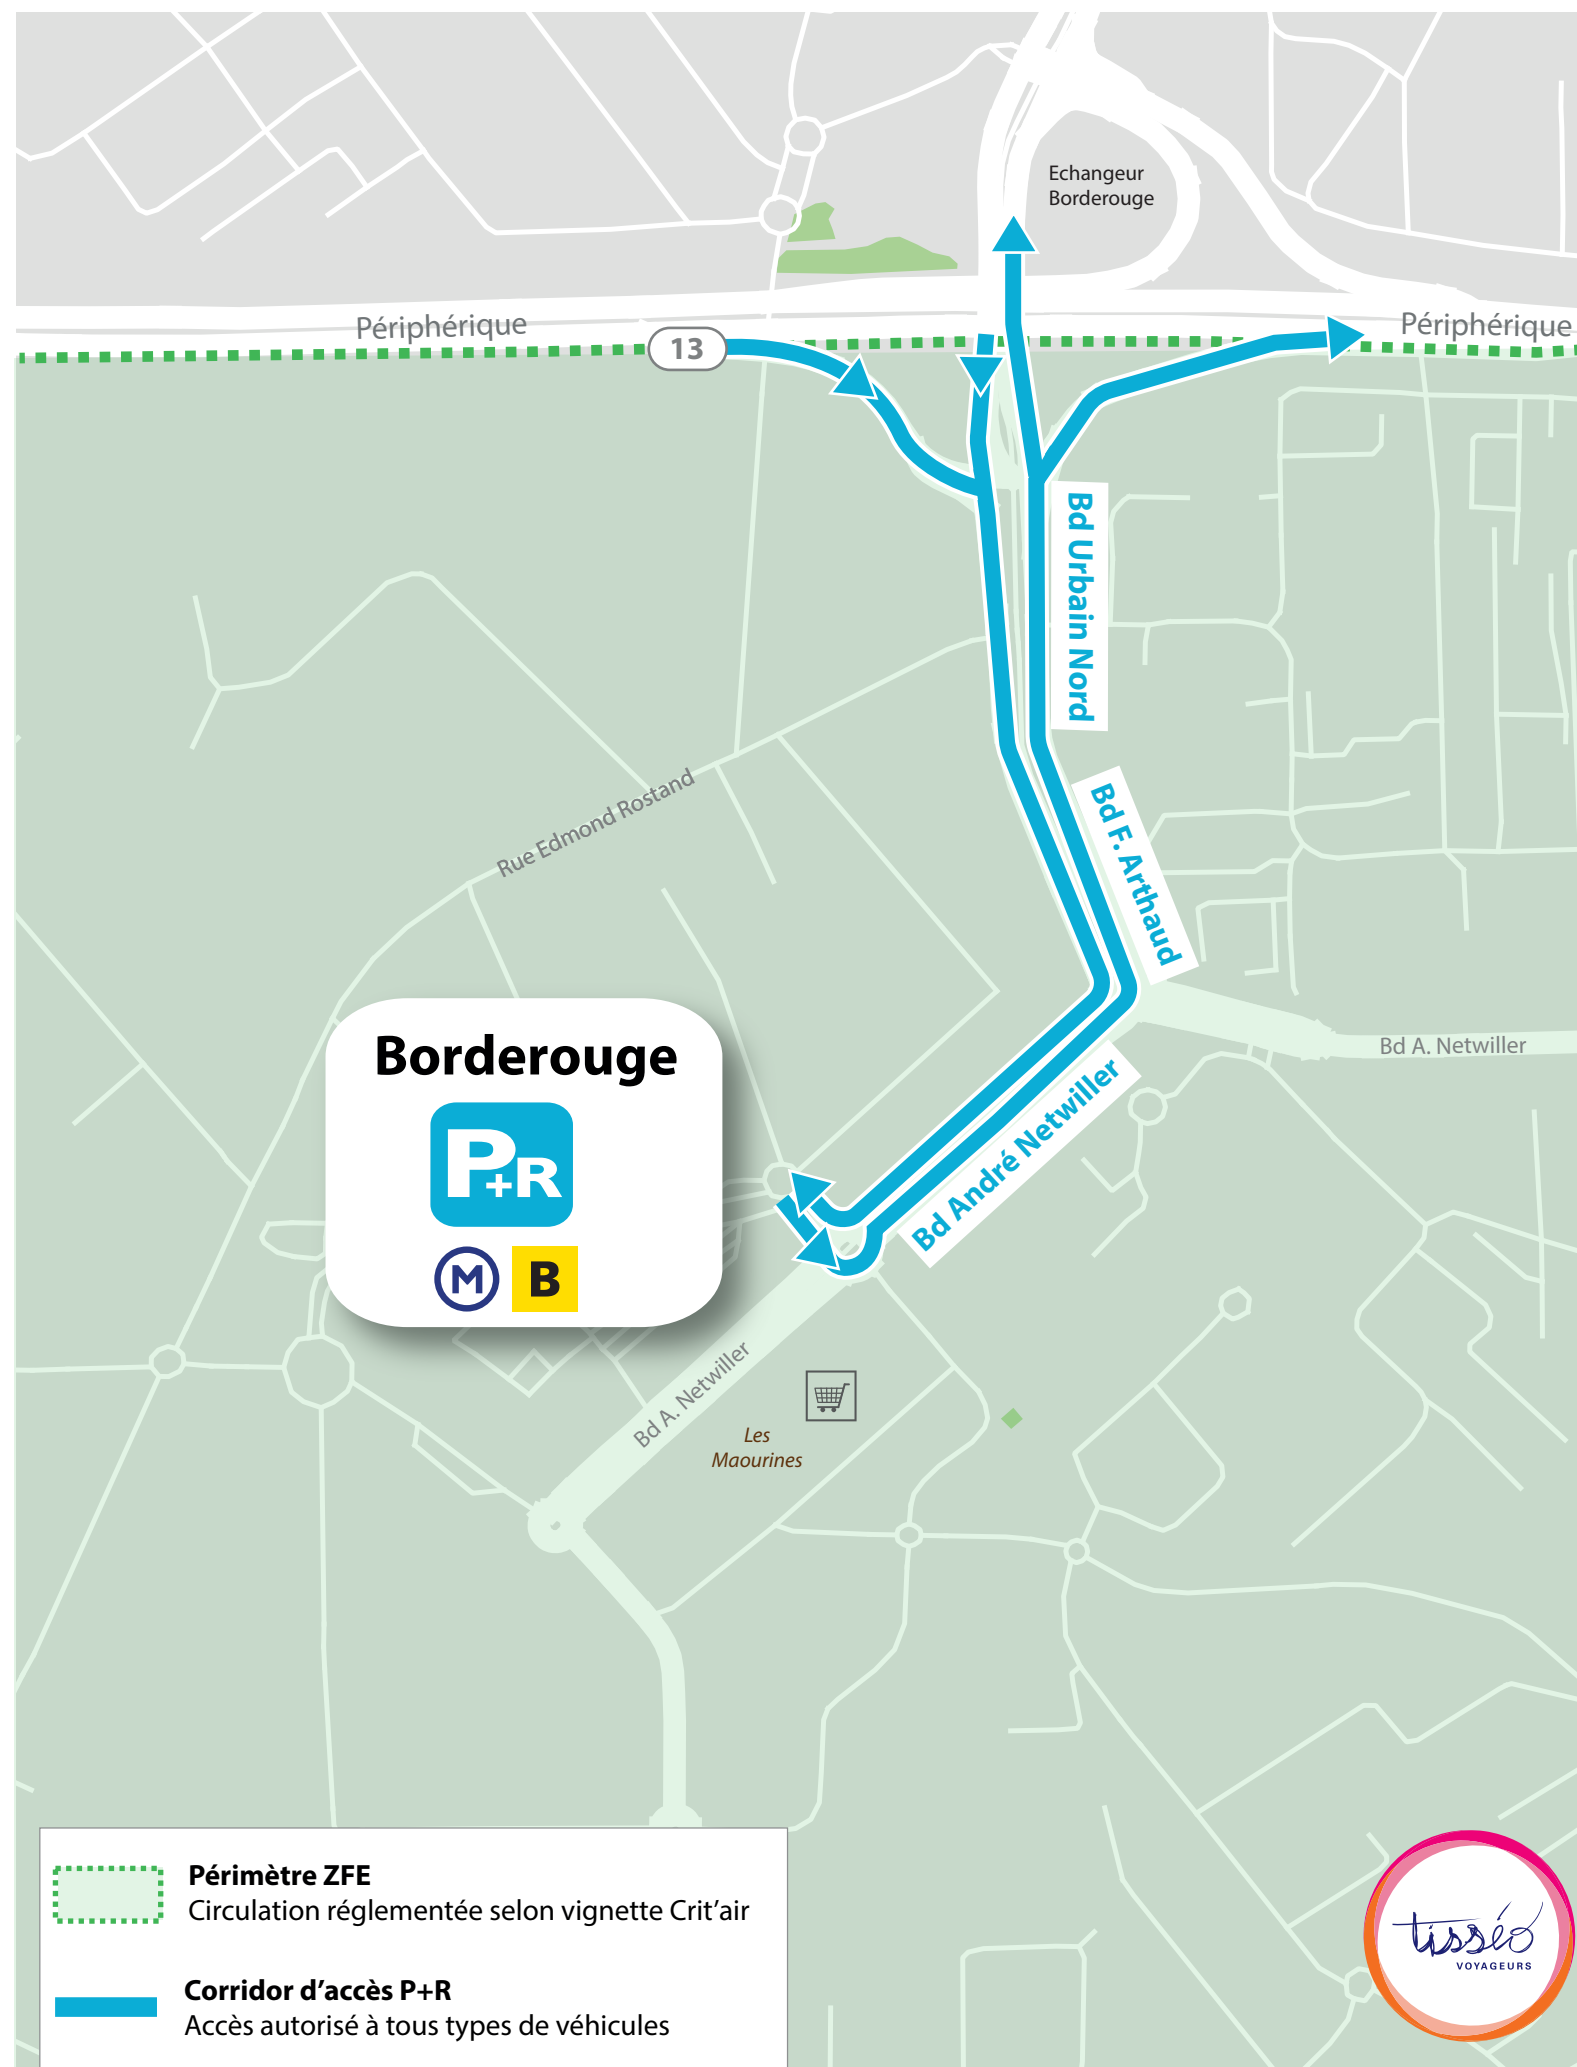 Echangeur
Borderouge
Périphérique
Périphérique
13
Bd Urbain Nord
Rue Edmond Rostand
Bd F. Arthaud
Borderouge
P+R
M
B
Bd A. Netwiller
Bd André Netwiller
Bd A. Netwiller
Les
Maourines
Périmètre ZFE
Circulation réglementée selon vignette Crit’air
Corridor d’accès P+R
Accès autorisé à tous types de véhicules
tisséo
VOYAGEURS